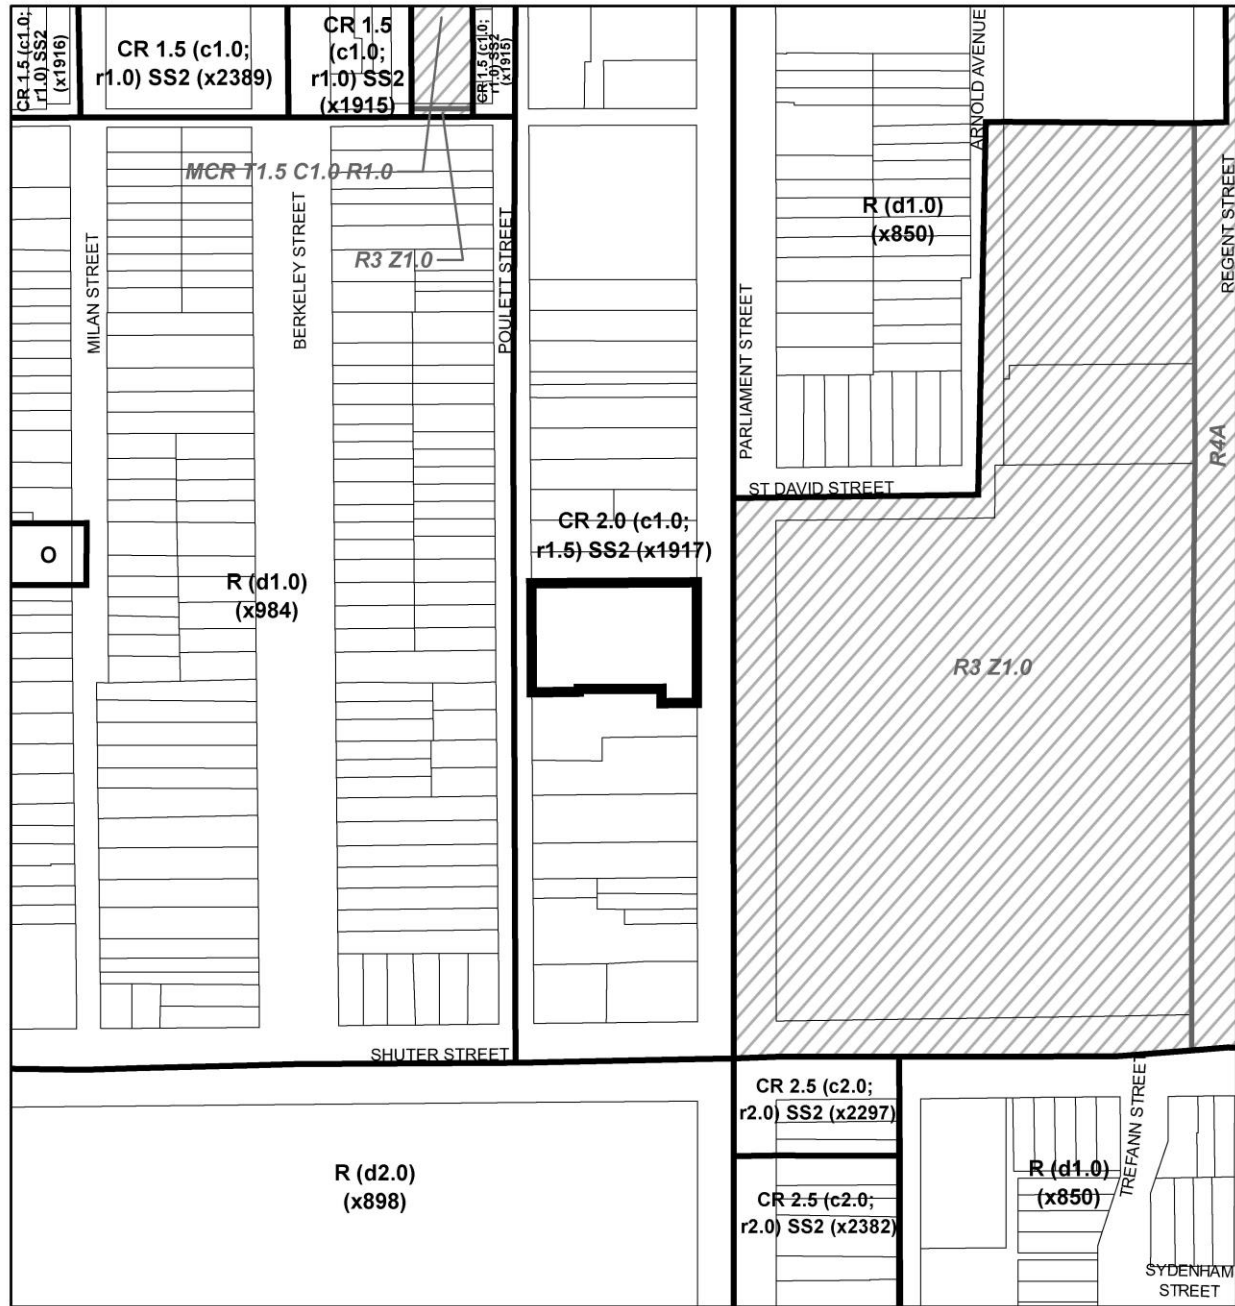 CR 1.5 (c1.0;
r1.0) SS2
(x1916)
CR 1.5 (c1.0;
r1.0) SS2 (x2389)
CR 1.5
(c1.0;
r1.0) SS2
(x1915)
CR 1.5 (c1.0;
r1.0) SS2
(x1915)
ARNOLD AVENUE
MCR T1.5 C1.0 R1.0
R3 Z1.0
MILAN STREET
BERKELEY STREET
POULETT STREET
PARLIAMENT STREET
R (d1.0)
(x850)
REGENT STREET
R4A
ST DAVID STREET
CR 2.0 (c1.0;
r1.5) SS2 (x1917)
O
R (d1.0)
(x984)
R3 Z1.0
SHUTER STREET
CR 2.5 (c2.0;
r2.0) SS2 (x2297)
TREFANN STREET
R (d2.0)
(x898)
R (d1.0)
(x850)
CR 2.5 (c2.0;
r2.0) SS2 (x2382)
SYDENHAM
STREET